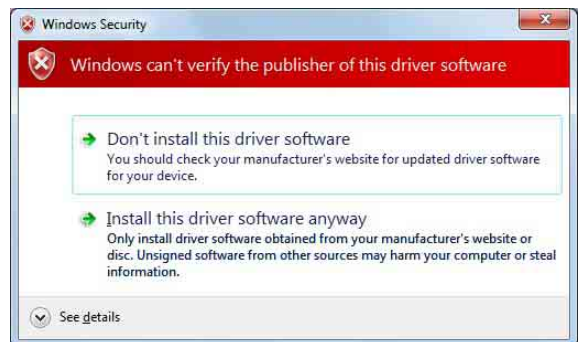 Windows Security
Windows can't verify the publisher of this driver software
Don't install this driver software
You should check your manufacturer's website for updated driver software
for your device.
Install this driver software anyway
Only install driver software obtained from your manufacturer's website or
disc. Unsigned software from other sources may harm your computer or steal
information.
See details